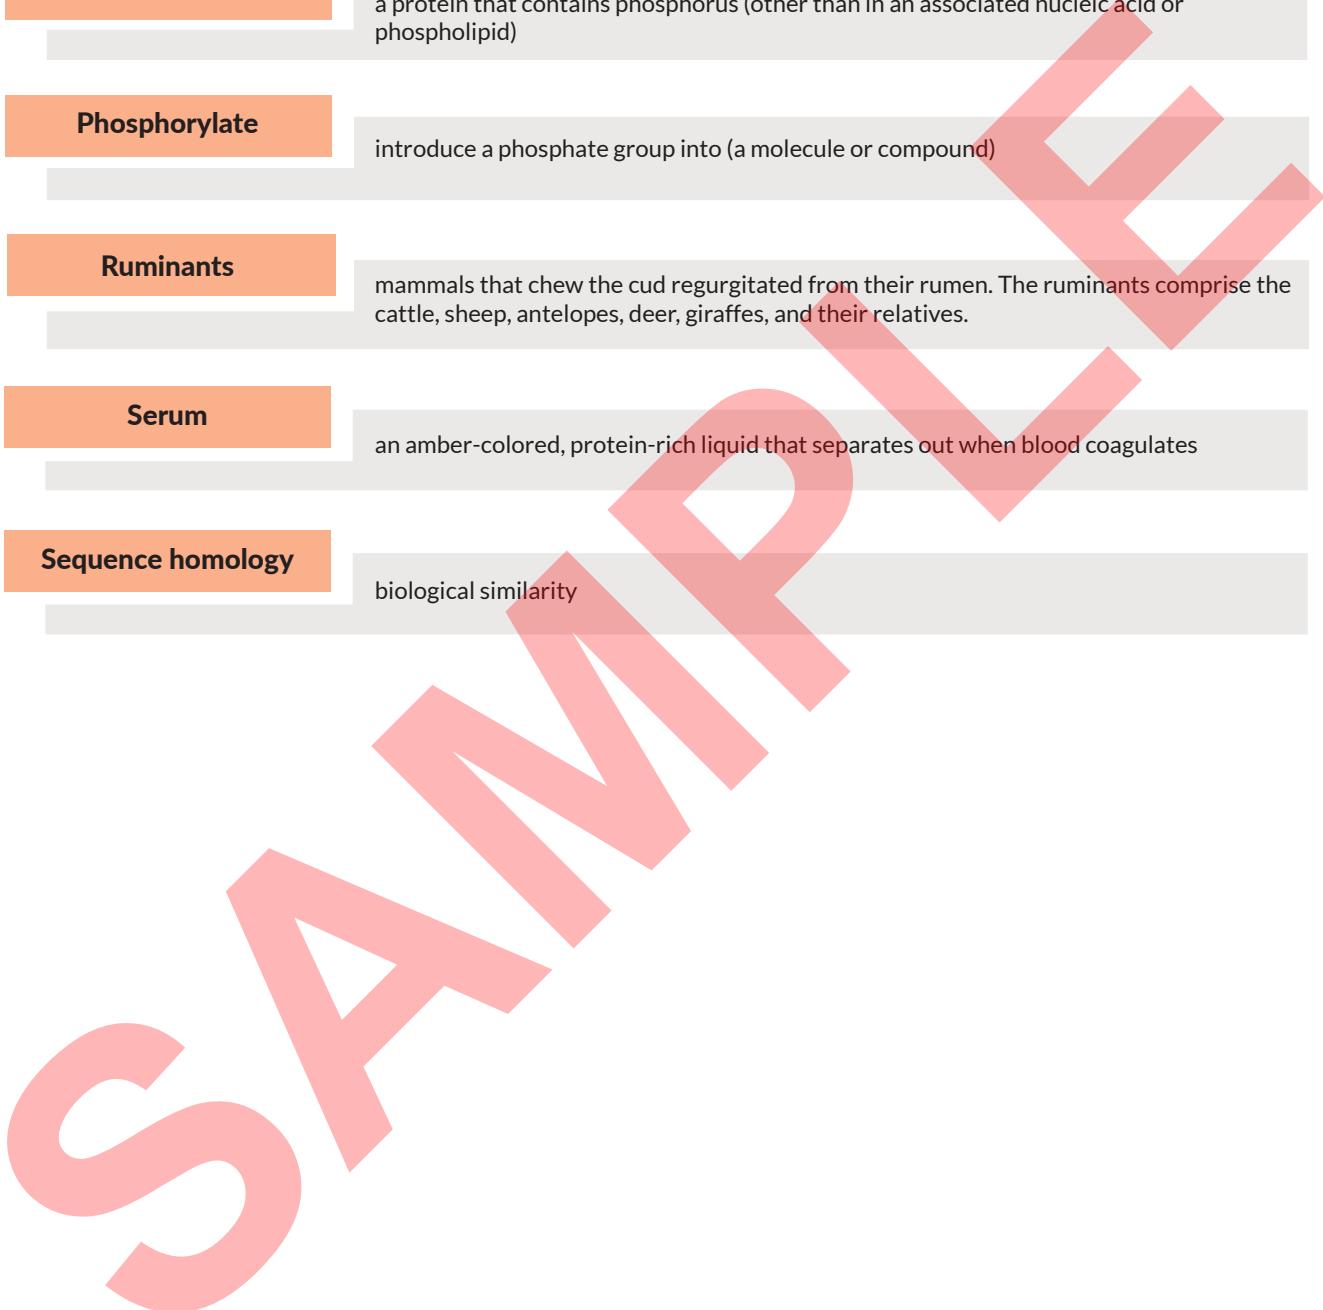 a protein that contains phosphorus (other than in an associated nucleic acid or
phospholipid)
Phosphorylate
introduce a phosphate group into (a molecule or compound)
Ruminants
mammals that chew the cud regurgitated from their rumen. The ruminants comprise the
cattle, sheep, antelopes, deer, giraffes, and their relatives.
Serum
an amber-colored, protein-rich liquid that separates out when blood coagulates
Sequence homology
biological similarity
SAMPLE